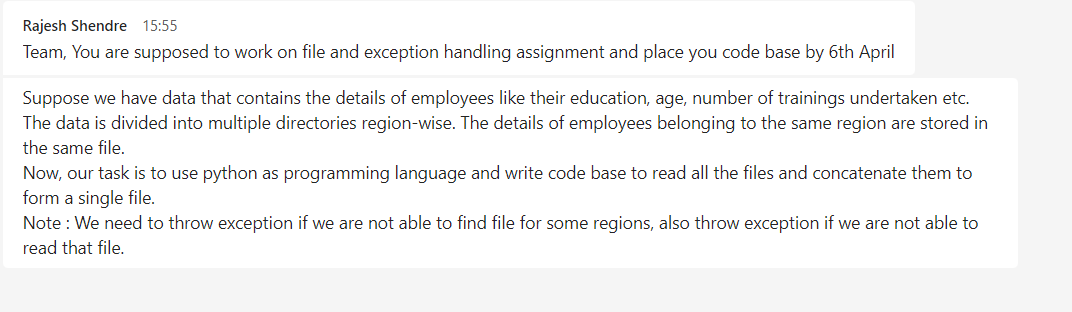 Rajesh Shendre 15:55
Team, You are supposed to work on file and exception handling assignment and place you code base by 6th April
Suppose we have data that contains the details of employees like their education, age, number of trainings undertaken etc.
The data is divided into multiple directories region-wise. The details of employees belonging to the same region are stored in
the same file.
Now, our task is to use python as programming language and write code base to read all the files and concatenate them to
form a single file.
Note : We need to throw exception if we are not able to find file for some regions, also throw exception if we are not able to
read that file.